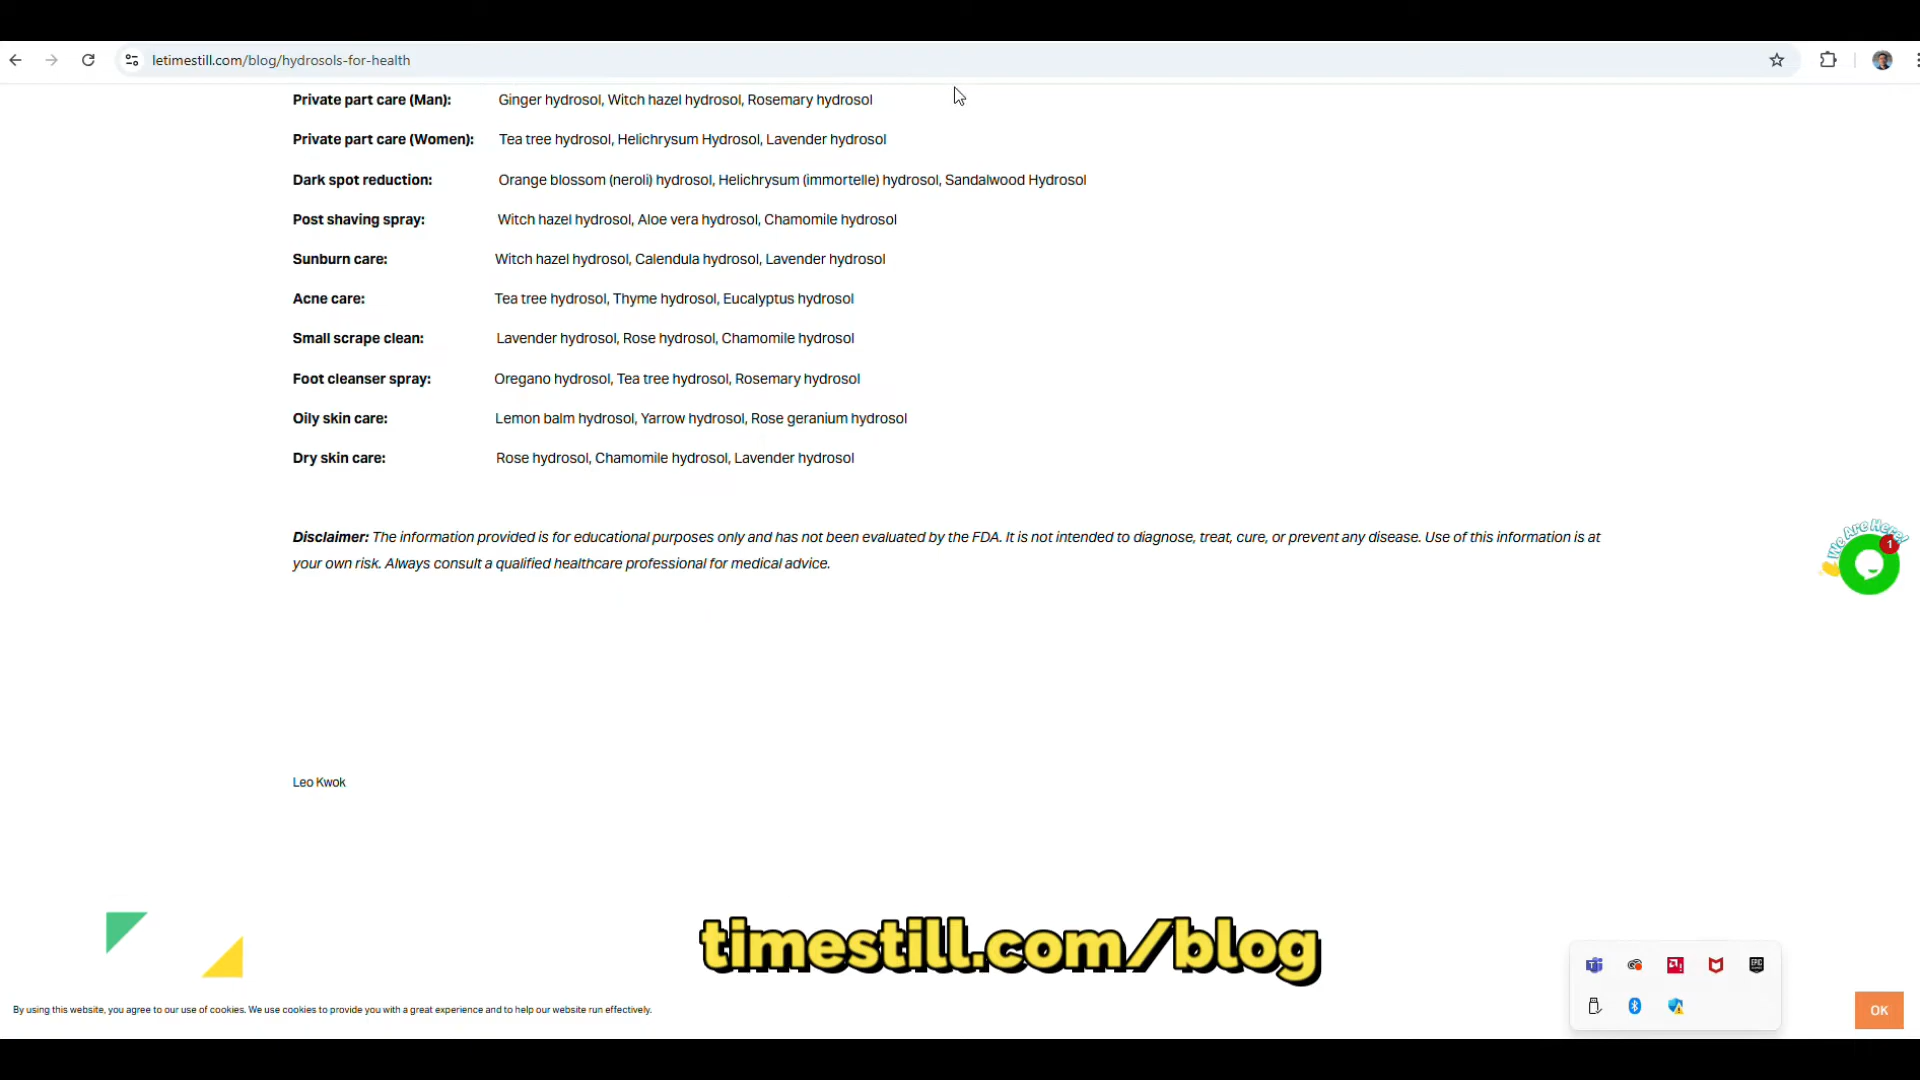 letimestill.com/blog/hydrosols-for-health
Private part care (Man): Ginger hydrosol, Witch hazel hydrosol, Rosemary hydrosol
Private part care (Women): Tea tree hydrosol, Helichrysum Hydrosol, Lavender hydrosol
Dark spot reduction: Orange blossom (neroli) hydrosol, Helichrysum (immortelle) hydrosol, Sandalwood Hydrosol
Post shaving spray: Witch hazel hydrosol, Aloe vera hydrosol, Chamomile hydrosol
Sunburn care: Witch hazel hydrosol, Calendula hydrosol, Lavender hydrosol
Acne care: Tea tree hydrosol, Thyme hydrosol, Eucalyptus hydrosol
Small scrape clean: Lavender hydrosol, Rose hydrosol, Chamomile hydrosol
Foot cleanser spray: Oregano hydrosol, Tea tree hydrosol, Rosemary hydrosol
Oily skin care: Lemon balm hydrosol, Yarrow hydrosol, Rose geranium hydrosol
Dry skin care: Rose hydrosol, Chamomile hydrosol, Lavender hydrosol
We Are Here!
1
Disclaimer: The information provided is for educational purposes only and has not been evaluated by the FDA. It is not intended to diagnose, treat, cure, or prevent any disease. Use of this information is at
your own risk. Always consult a qualified healthcare professional for medical advice.
Leo Kwok
timestill.com/blog
By using this website, you agree to our use of cookies. We use cookies to provide you with a great experience and to help our website run effectively.
OK